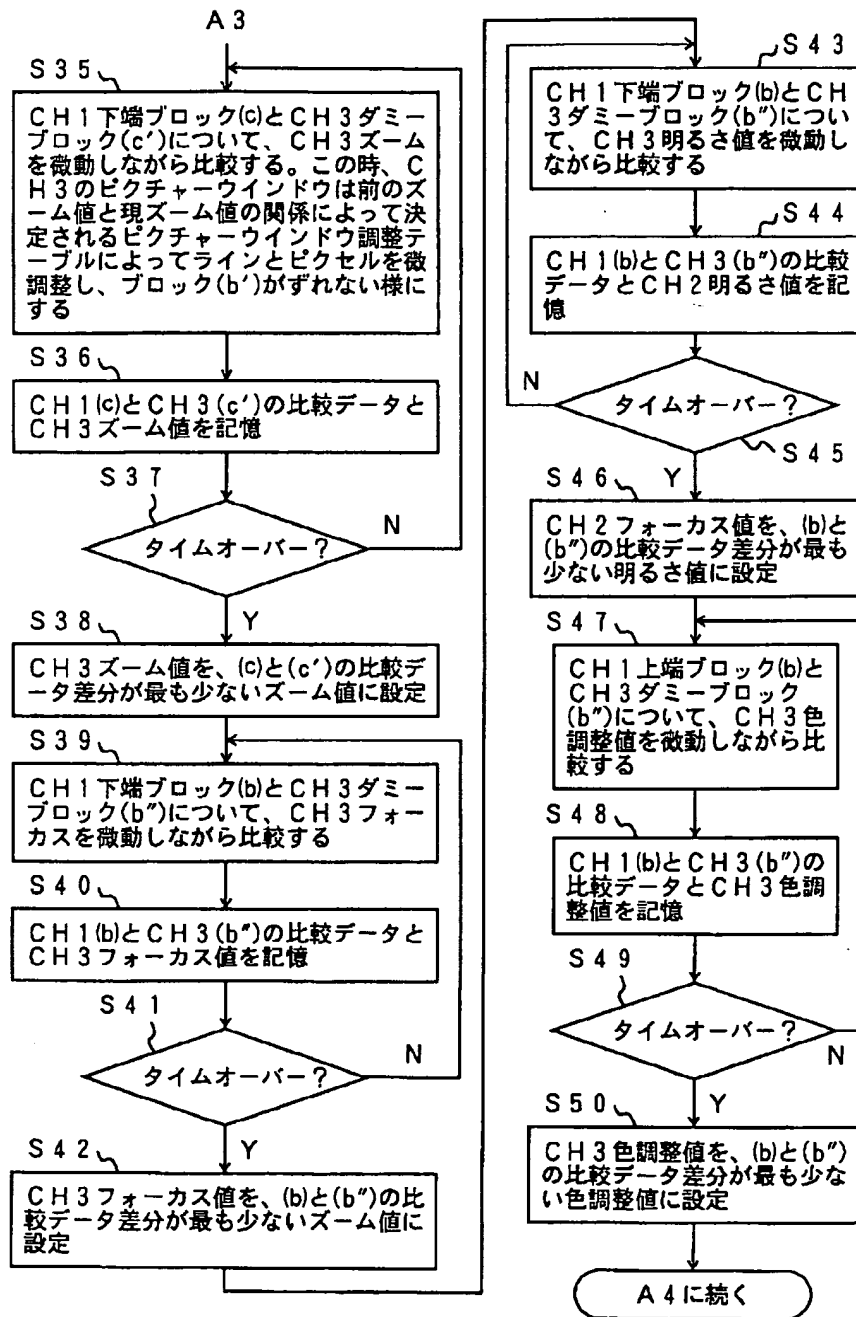 A3
S35
CH1下端ブロック(c)とCH3ダミー
ブロック(c′)について、CH3ズーム
を微動しながら比較する。この時、C
H3のピクチャーウインドウは前のズ
ーム値と現ズーム値の関係によって決
定されるピクチャーウインドウ調整テ
ーブルによってラインとピクセルを微
調整し、ブロック(b′)がずれない様に
する
S36
CH1(c)とCH3(c′)の比較データと
CH3ズーム値を記憶
S37
タイムオーバー?
N
Y
S38
CH3ズーム値を、(c)と(c′)の比較デ
ータ差分が最も少ないズーム値に設定
S39
CH1下端ブロック(b)とCH3ダミー
ブロック(b″)について、CH3フォー
カスを微動しながら比較する
S40
CH1(b)とCH3(b″)の比較データと
CH3フォーカス値を記憶
S41
タイムオーバー?
N
Y
S42
CH3フォーカス値を、(b)と(b″)の比
較データ差分が最も少ないズーム値に
設定
S43
CH1下端ブロック(b)とCH
3ダミーブロック(b″)につい
て、CH3明るさ値を微動し
ながら比較する
S44
CH1(b)とCH3(b″)の比較
データとCH2明るさ値を記
憶
N
タイムオーバー?
S45
Y
S46
CH2フォーカス値を、(b)と
(b″)の比較データ差分が最も
少ない明るさ値に設定
S47
CH1上端ブロック(b)と
CH3ダミーブロック
(b″)について、CH3色
調整値を微動しながら比
較する
S48
CH1(b)とCH3(b″)の
比較データとCH3色調
整値を記憶
S49
タイムオーバー?
N
Y
S50
CH3色調整値を、(b)と(b″)
の比較データ差分が最も少な
い色調整値に設定
A4に続く